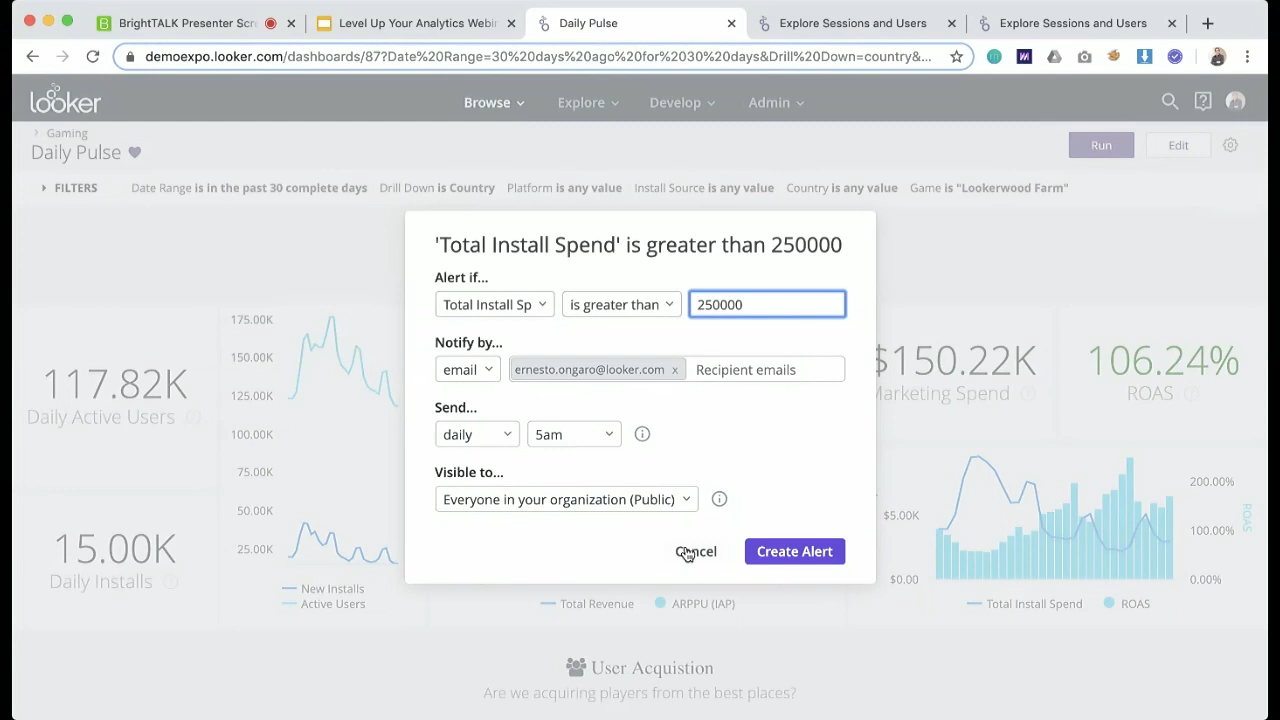 BrightTALK Presenter Scr
Level Up Your Analytics Webin
Daily Pulse
Explore Sessions and Users
Explore Sessions and Users
demoexpo.looker.com/dashboards/87?Date%20Range=30%20days%20ago%20for%2030%20days&Drill%20Down=country&...
looker
Browse
Explore
Develop
Admin
Gaming
Daily Pulse
Run
Edit
FILTERS
Date Range is in the past 30 complete days
Drill Down is Country
Platform is any value
Install Source is any value
Country is any value
Game is "Lookerwood Farm"
'Total Install Spend' is greater than 250000
Alert if...
Total Install Sp
is greater than
250000
Notify by...
email
ernesto.ongaro@looker.com x
Recipient emails
Send...
daily
5am
Visible to...
Everyone in your organization (Public)
Cancel
Create Alert
117.82K
Daily Active Users
15.00K
Daily Installs
175.00K
150.00K
125.00K
100.00K
75.00K
50.00K
25.00K
New Installs
Active Users
Total Revenue
ARPPU (IAP)
$150.22K
Marketing Spend
106.24%
ROAS
$5.00K
$0.00
200.00%
100.00%
0.00%
ROAS
Total Install Spend
ROAS
User Acquistion
Are we acquiring players from the best places?